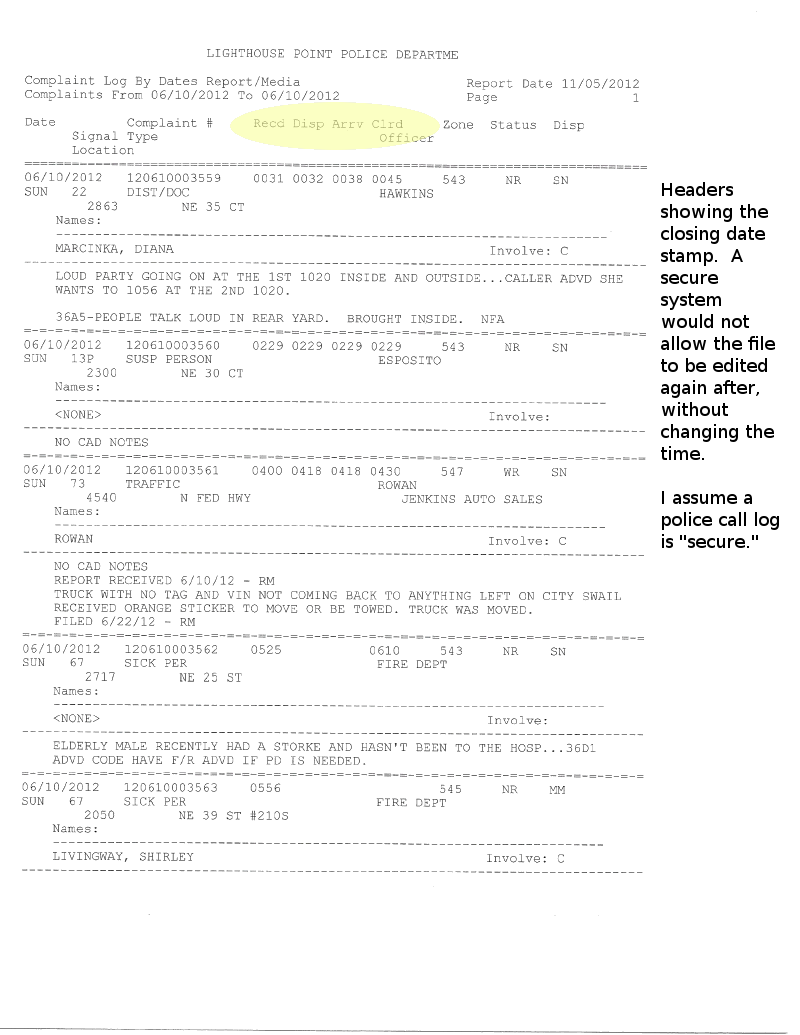 LIGHTHOUSE POINT POLICE DEPARTME
Complaint Log By Dates Report/Media Report Date 11/05/2012
Complaints From 06/10/2012 To 06/10/2012 Page 1
Date Complaint # Recd Disp Arrv Clrd Zone Status Disp
Signal Type Officer
Location
06/10/2012 120610003559 0031 0032 0038 0045 543 NR SN
SUN 22 DIST/DOC HAWKINS
2863 NE 35 CT
Names:
MARCINKA, DIANA Involve: C
LOUD PARTY GOING ON AT THE 1ST 1020 INSIDE AND OUTSIDE...CALLER ADVD SHE
WANTS TO 1056 AT THE 2ND 1020.
36A5-PEOPLE TALK LOUD IN REAR YARD. BROUGHT INSIDE. NFA
06/10/2012 120610003560 0229 0229 0229 0229 543 NR SN
SUN 13P SUSP PERSON ESPOSITO
2300 NE 30 CT
Names:
<NONE> Involve:
NO CAD NOTES
06/10/2012 120610003561 0400 0418 0418 0430 547 WR SN
SUN 73 TRAFFIC ROWAN
4540 N FED HWY JENKINS AUTO SALES
Names:
ROWAN Involve: C
NO CAD NOTES
REPORT RECEIVED 6/10/12 - RM
TRUCK WITH NO TAG AND VIN NOT COMING BACK TO ANYTHING LEFT ON CITY SWAIL
RECEIVED ORANGE STICKER TO MOVE OR BE TOWED. TRUCK WAS MOVED.
FILED 6/22/12 - RM
06/10/2012 120610003562 0525 0610 543 NR SN
SUN 67 SICK PER FIRE DEPT
2717 NE 25 ST
Names:
<NONE> Involve:
ELDERLY MALE RECENTLY HAD A STORKE AND HASN'T BEEN TO THE HOSP...36D1
ADVD CODE HAVE F/R ADVD IF PD IS NEEDED.
06/10/2012 120610003563 0556 545 NR MM
SUN 67 SICK PER FIRE DEPT
2050 NE 39 ST #210S
Names:
LIVINGWAY, SHIRLEY Involve: C
Headers
showing the
closing date
stamp. A
secure
system
would not
allow the file
to be edited
again after,
without
changing the
time.
I assume a
police call log
is "secure."